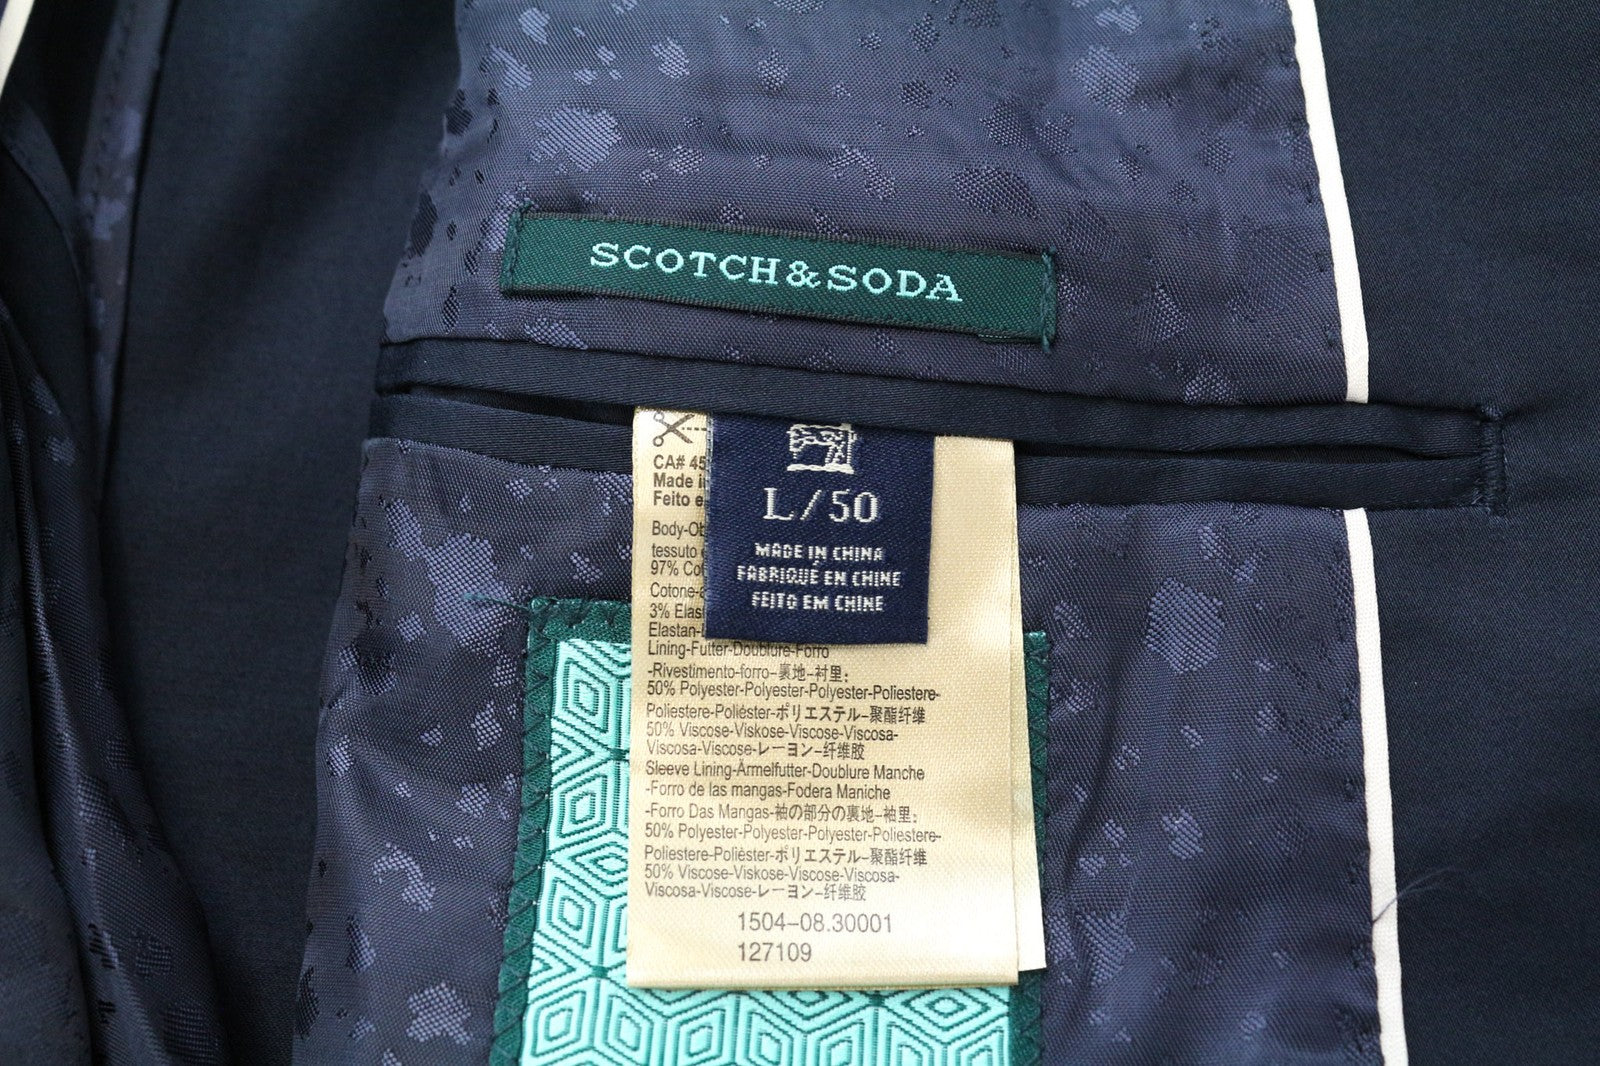 SCOTCH&SODA
L/50
MADE IN CHINA
FABRIQUÉ EN CHINE
FEITO EM CHINE
CA# 45
Made
Feito
Body-
tessuto
97%
Cotone-
3%
Elastan-
Lining-Futter-Doublure-Forro
-Rivestimento-forro-裏地-衬里:
50% Polyester-Polyester-Polyester-Poliestere-
Poliestere-Poliéster-ポリエステル-聚酯纤维
50% Viscose-Viskose-Viscose-Viscosa-
Viscosa-Viscose-レーヨン-纤维胶
Sleeve Lining-Armelfutter-Doublure Manche
-Forro de las mangas-Fodera Maniche
-Forro Das Mangas-袖の部分の裏地-袖里:
50% Polyester-Polyester-Polyester-Poliestere-
Poliestere-Poliéster-ポリエステル-聚酯纤维
50% Viscose-Viskose-Viscose-Viscosa-
Viscosa-Viscose-レーヨン-纤维胶
1504-08.30001
127109